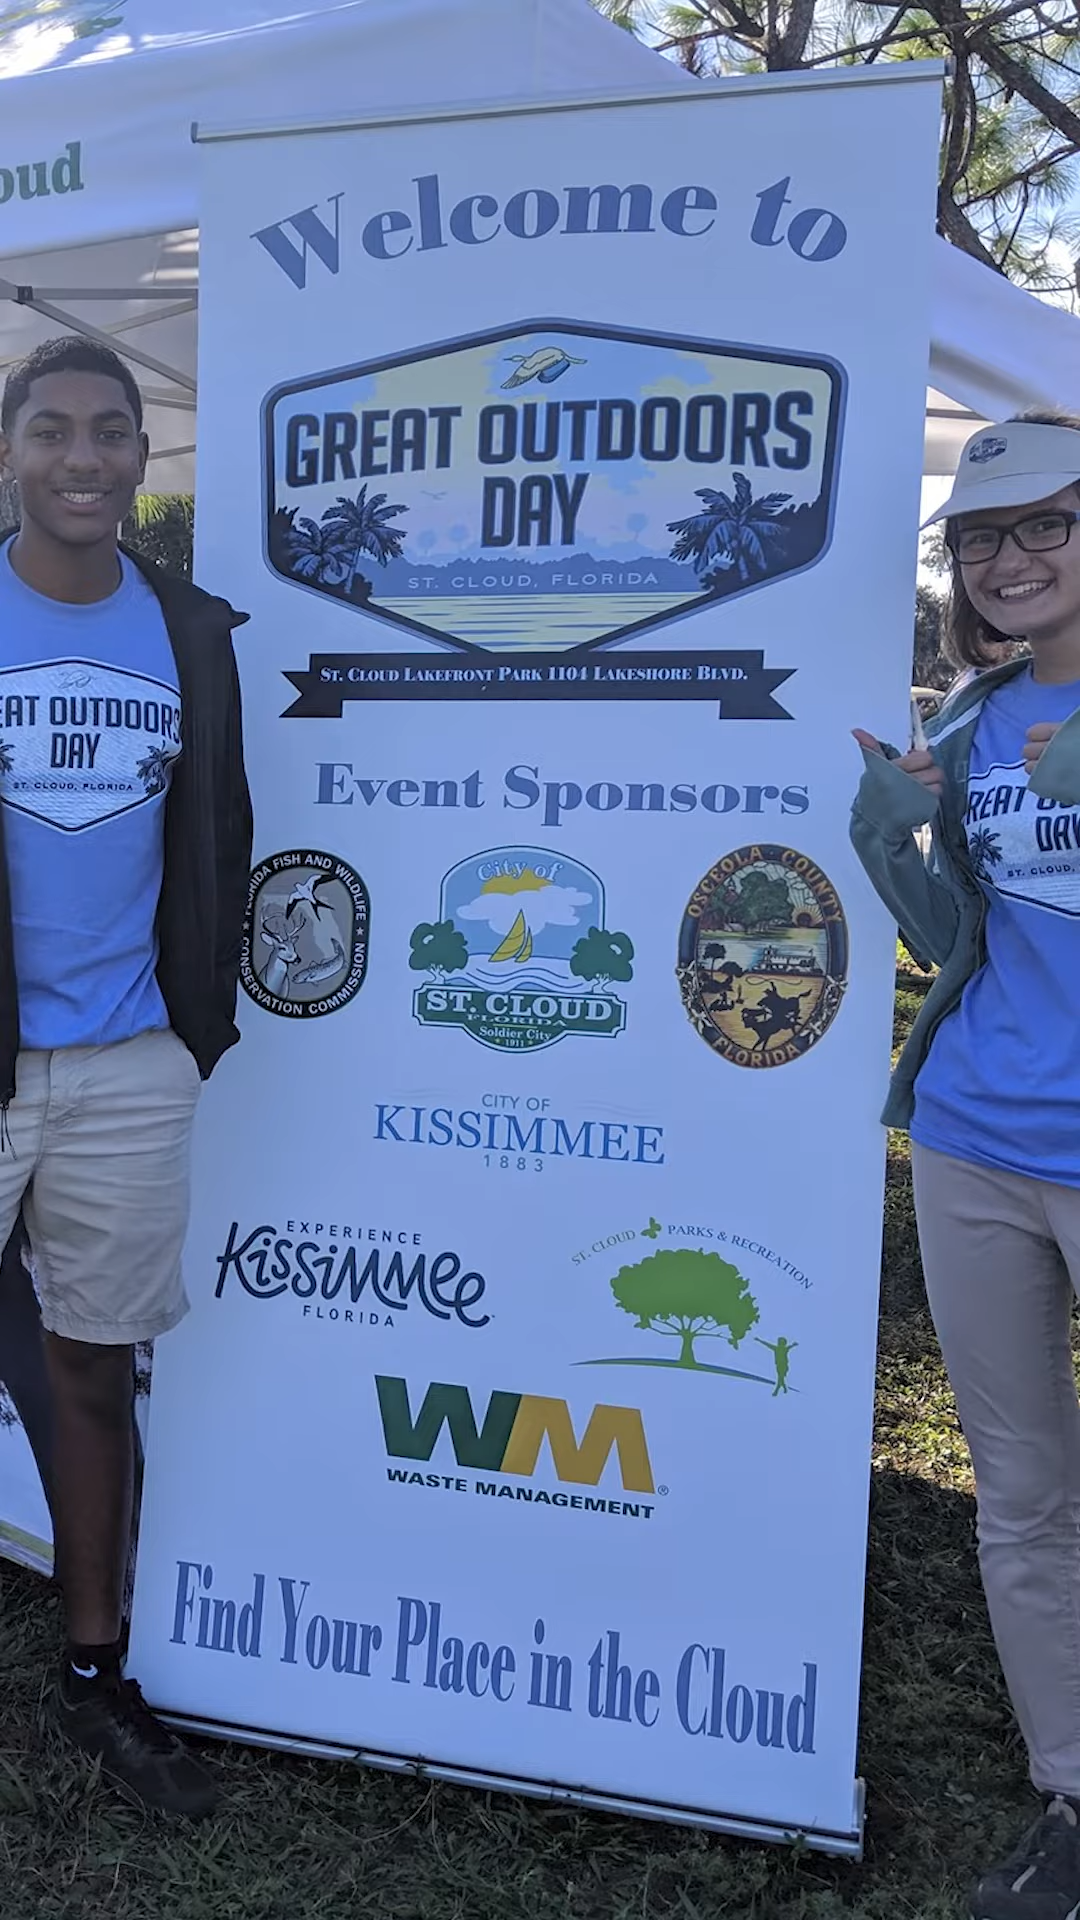 oud
Welcome to
GREAT OUTDOORS
DAY
ST. CLOUD, FLORIDA
ST. CLOUD LAKEFRONT PARK 1104 LAKESHORE BLVD.
Event Sponsors
FLORIDA FISH AND WILDLIFE
CONSERVATION COMMISSION
City of
ST. CLOUD
FLORIDA
Soldier City
1911
OSCEOLA COUNTY
FLORIDA
CITY OF
KISSIMMEE
1883
EXPERIENCE
Kissimmee
FLORIDA
ST. CLOUD PARKS & RECREATION
WM
WASTE MANAGEMENT®
Find Your Place in the Cloud
EAT OUTDOORS
DAY
ST. CLOUD, FLORIDA
REAT OU
DAY
ST. CLOUD,